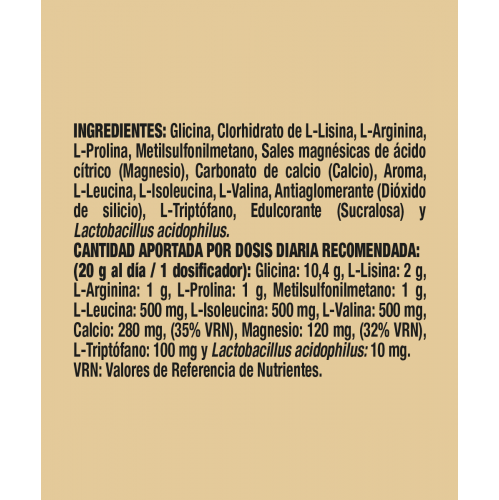 INGREDIENTES: Glicina, Clorhidrato de L-Lisina, L-Arginina,
L-Prolina, Metilsulfonilmetano, Sales magnésicas de ácido
cítrico (Magnesio), Carbonato de calcio (Calcio), Aroma,
L-Leucina, L-Isoleucina, L-Valina, Antiaglomerante (Dióxido
de silicio), L-Triptófano, Edulcorante (Sucralosa) y
Lactobacillus acidophilus.
CANTIDAD APORTADA POR DOSIS DIARIA RECOMENDADA:
(20 g al día / 1 dosificador): Glicina: 10,4 g, L-Lisina: 2 g,
L-Arginina: 1 g, L-Prolina: 1 g, Metilsulfonilmetano: 1 g,
L-Leucina: 500 mg, L-Isoleucina: 500 mg, L-Valina: 500 mg,
Calcio: 280 mg, (35% VRN), Magnesio: 120 mg, (32% VRN),
L-Triptófano: 100 mg y Lactobacillus acidophilus: 10 mg.
VRN: Valores de Referencia de Nutrientes.